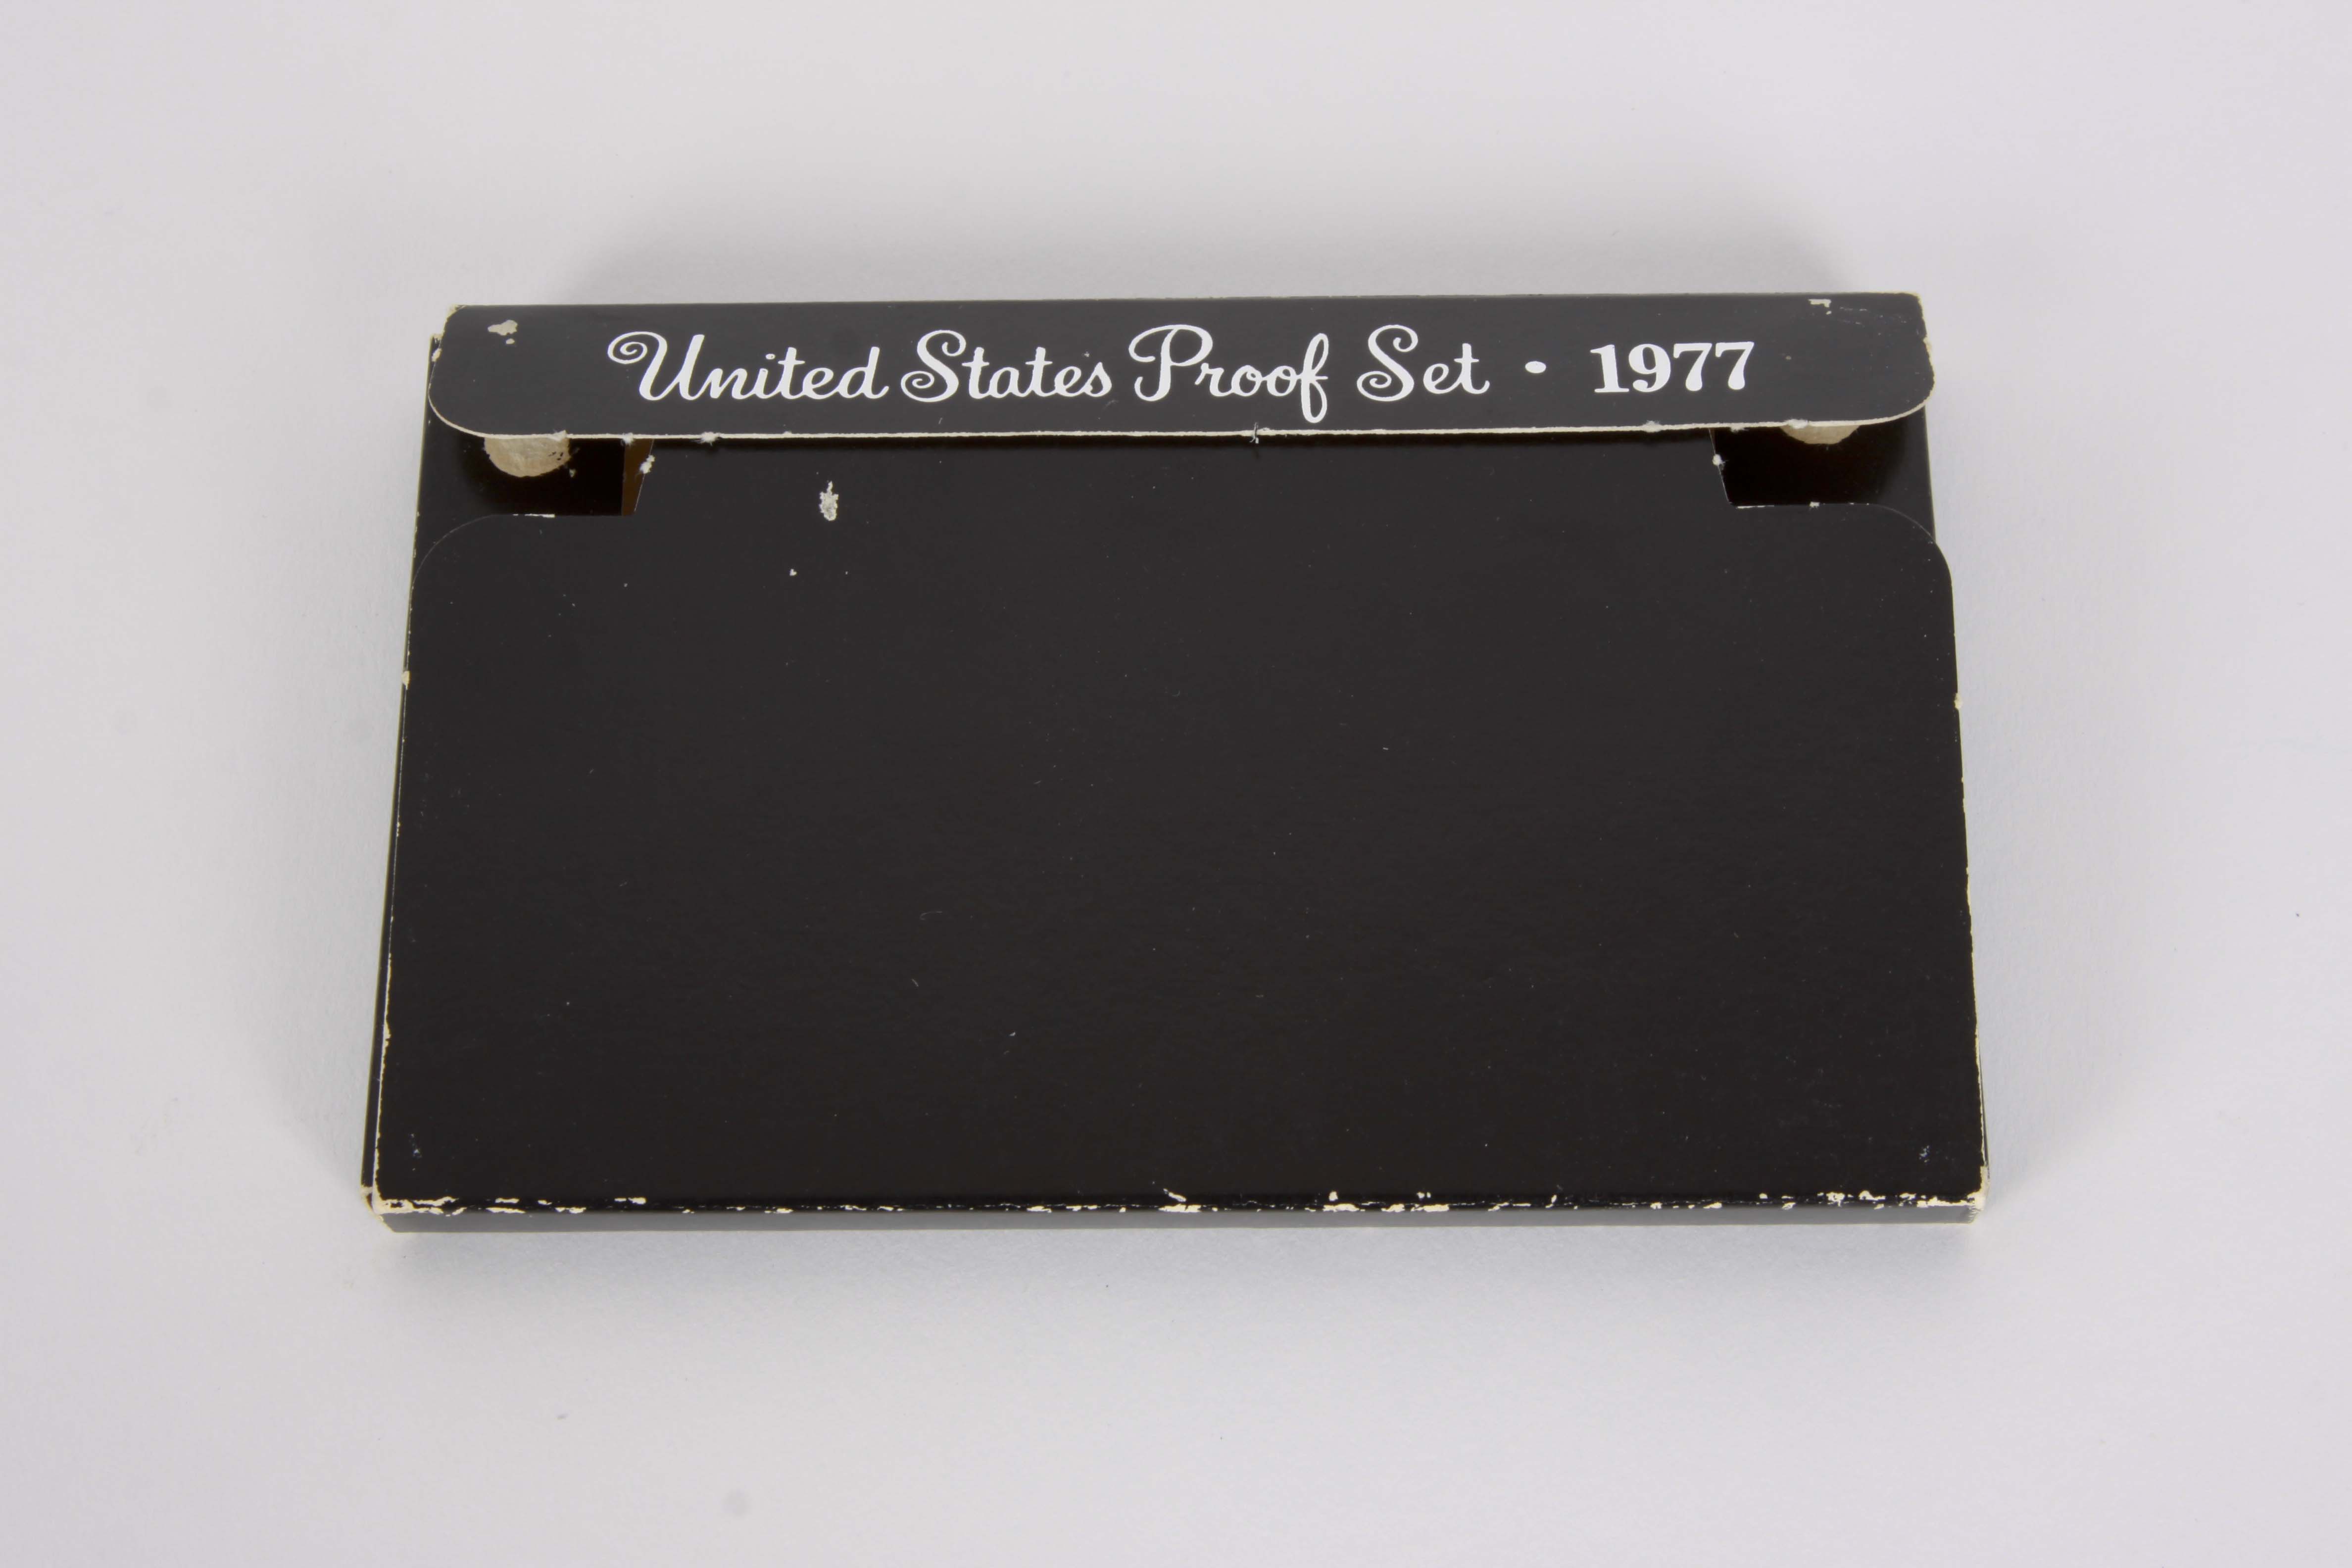 United States Proof Set • 1977